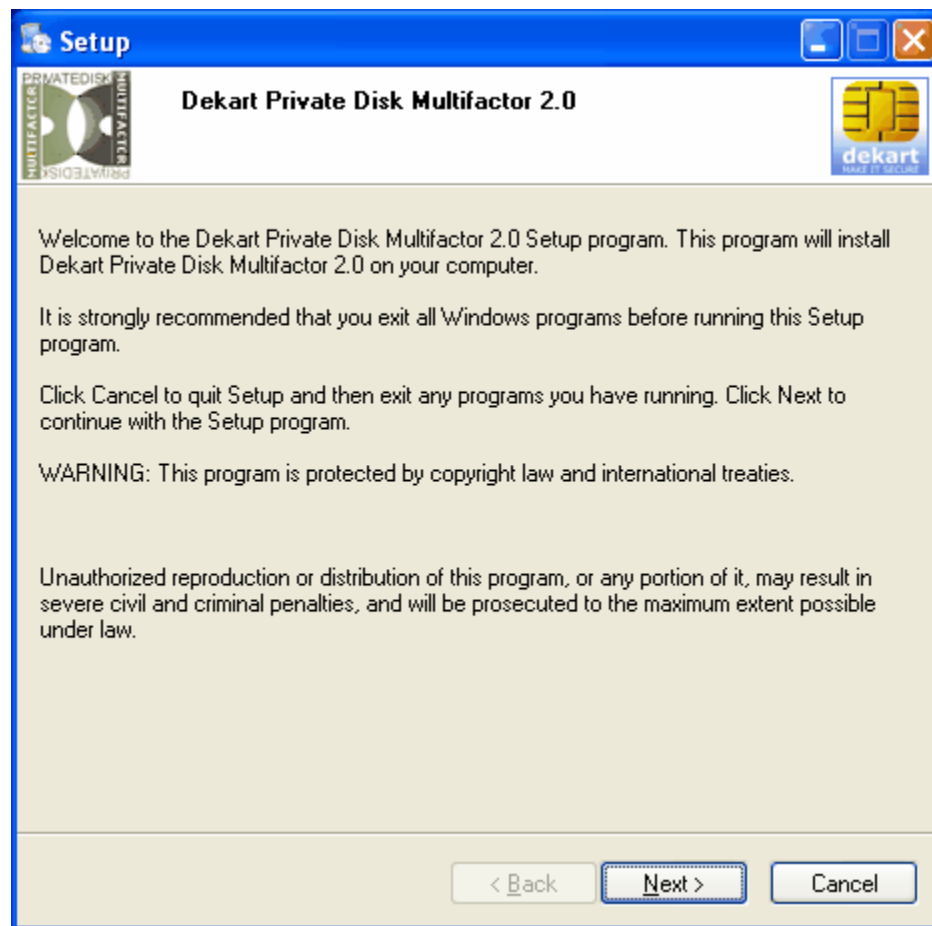 Setup
PRIVATEDISK
MULTIFACTER
MULTIFACTER
PRIVATEDISK
Dekart Private Disk Multifactor 2.0
dekart
MAKE IT SECURE
Welcome to the Dekart Private Disk Multifactor 2.0 Setup program. This program will install
Dekart Private Disk Multifactor 2.0 on your computer.
It is strongly recommended that you exit all Windows programs before running this Setup
program.
Click Cancel to quit Setup and then exit any programs you have running. Click Next to
continue with the Setup program.
WARNING: This program is protected by copyright law and international treaties.
Unauthorized reproduction or distribution of this program, or any portion of it, may result in
severe civil and criminal penalties, and will be prosecuted to the maximum extent possible
under law.
< Back
Next >
Cancel